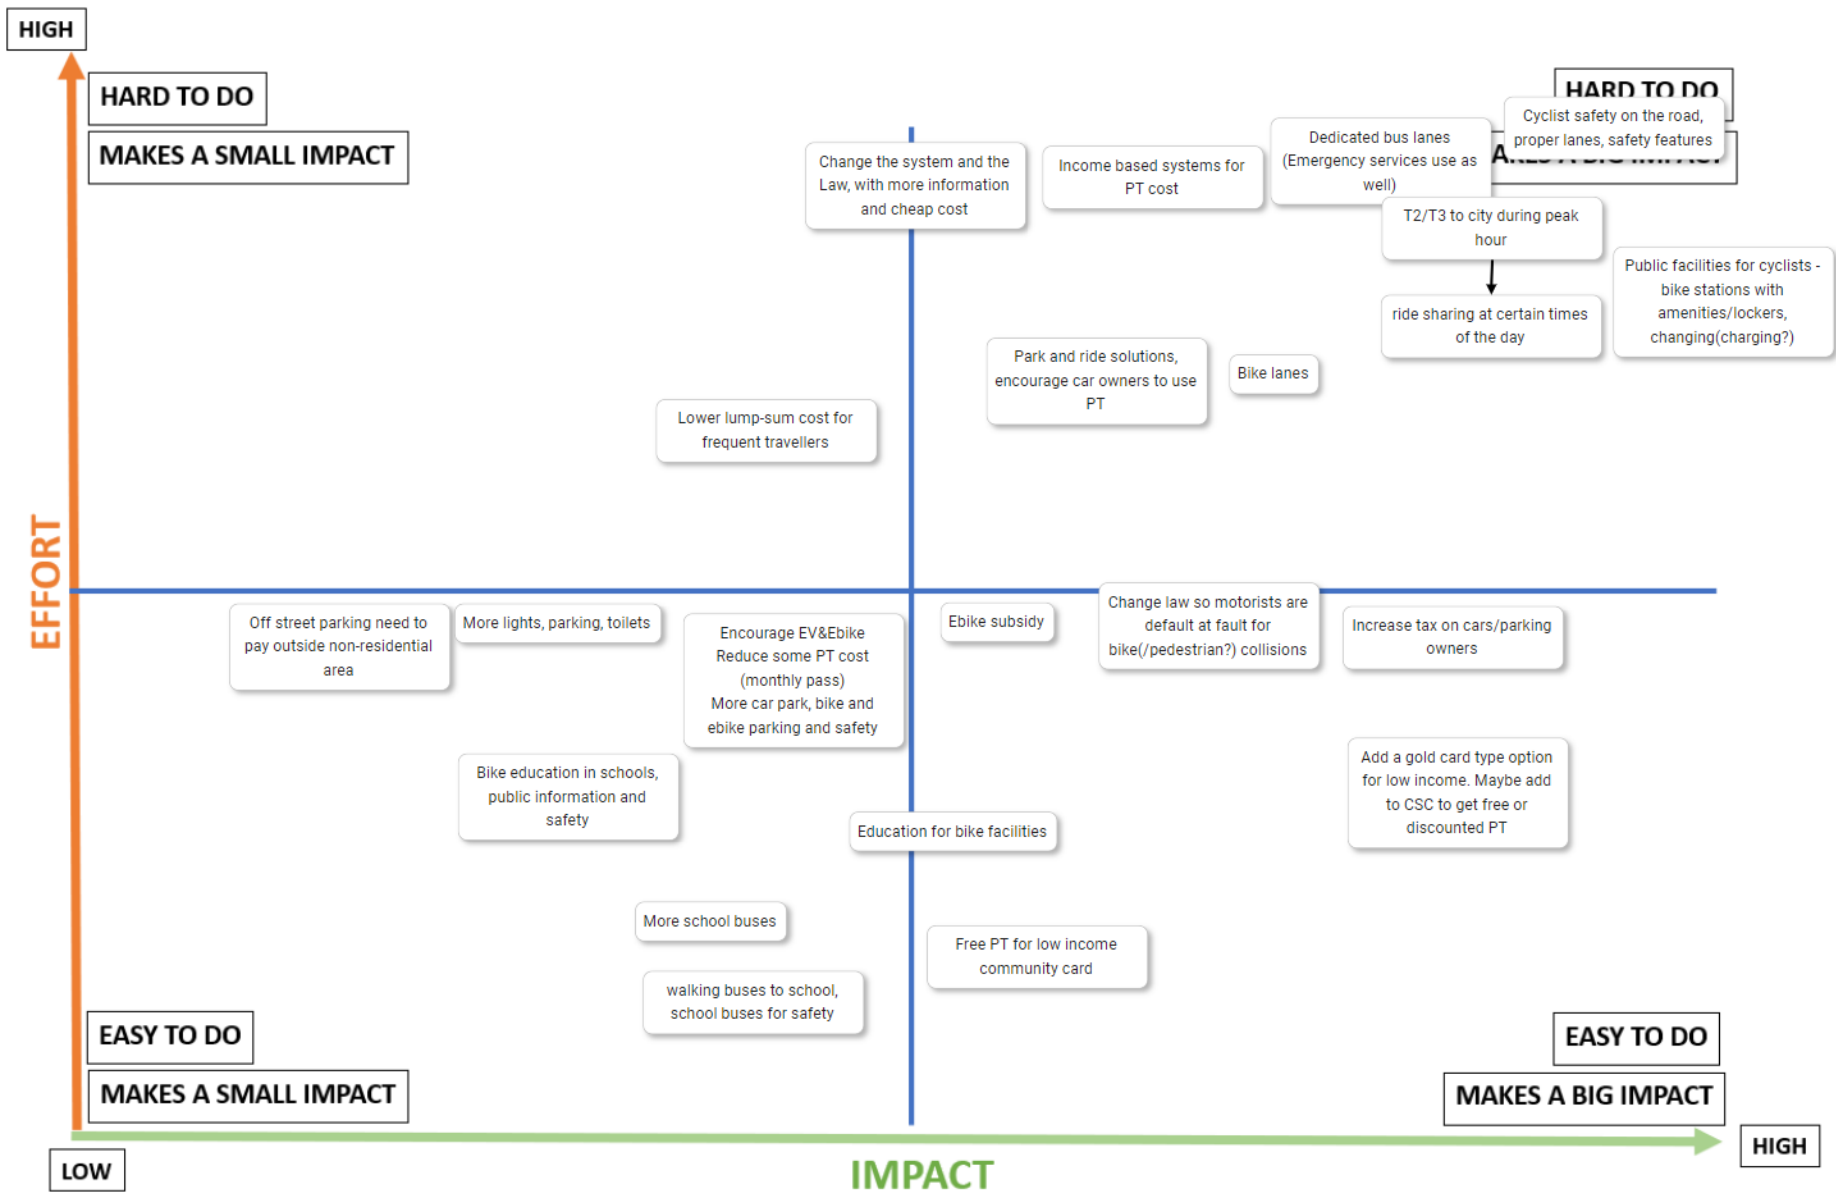 HIGH
HARD TO DO
MAKES A SMALL IMPACT
HARD TO DO
Cyclist safety on the road,
proper lanes, safety features
A BIG IMPACT
Dedicated bus lanes
(Emergency services use as
well)
Change the system and the
Law, with more information
and cheap cost
Income based systems for
PT cost
T2/T3 to city during peak
hour
Public facilities for cyclists -
bike stations with
amenities/lockers,
changing(charging?)
ride sharing at certain times
of the day
Park and ride solutions,
encourage car owners to use
PT
Bike lanes
Lower lump-sum cost for
frequent travellers
EFFORT
Off street parking need to
pay outside non-residential
area
More lights, parking, toilets
Encourage EV&Ebike
Reduce some PT cost
(monthly pass)
More car park, bike and
ebike parking and safety
Ebike subsidy
Change law so motorists are
default at fault for
bike(/pedestrian?) collisions
Increase tax on cars/parking
owners
Bike education in schools,
public information and
safety
Add a gold card type option
for low income. Maybe add
to CSC to get free or
discounted PT
Education for bike facilities
More school buses
Free PT for low income
community card
walking buses to school,
school buses for safety
EASY TO DO
MAKES A SMALL IMPACT
EASY TO DO
MAKES A BIG IMPACT
LOW
IMPACT
HIGH